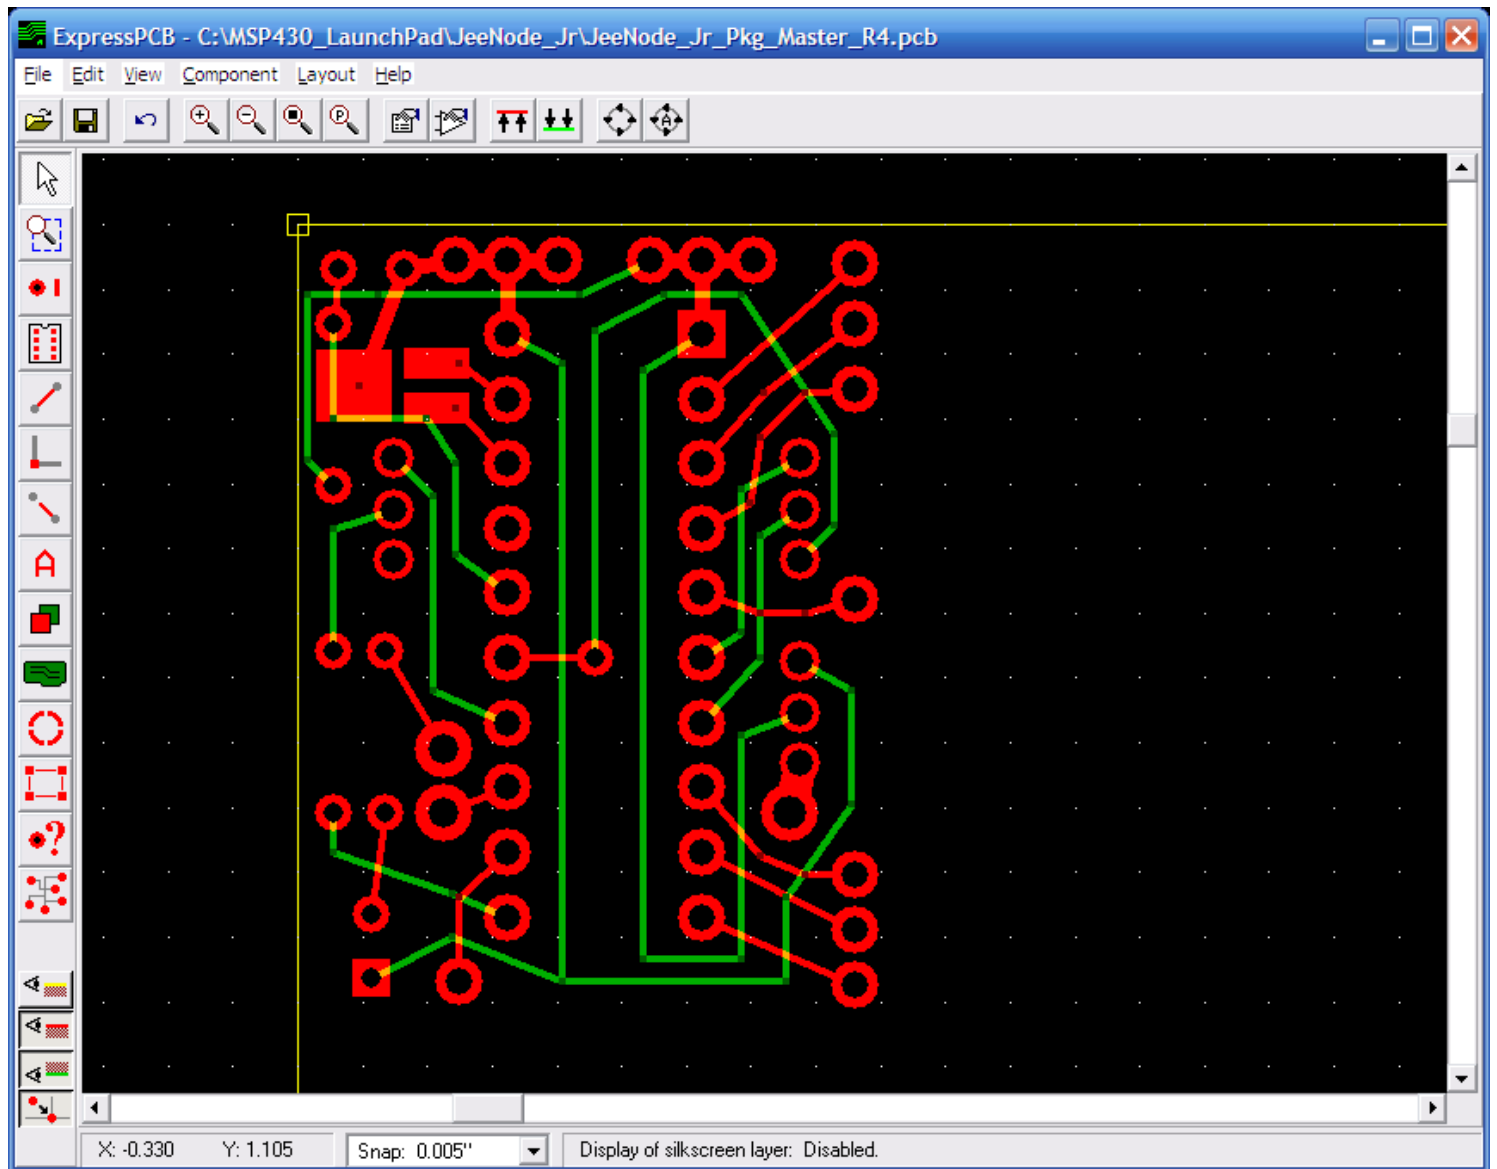 ExpressPCB - C:\MSP430_LaunchPad\JeeNode_Jr\JeeNode_Jr_Pkg_Master_R4.pcb
File Edit View Component Layout Help
P
A
A
?
X: -0.330 Y: 1.105 Snap: 0.005" Display of silkscreen layer: Disabled.